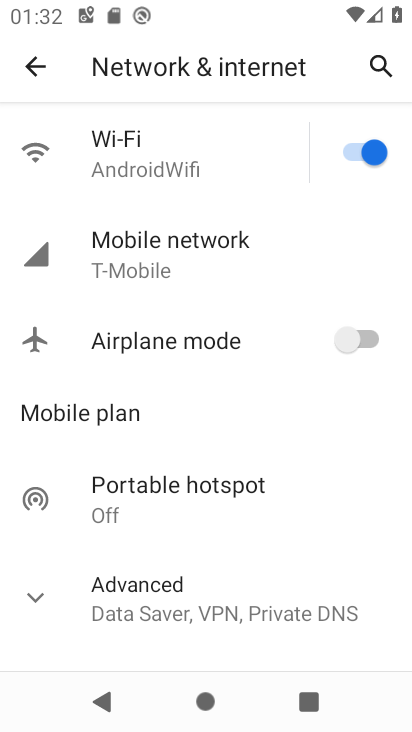 01:32
Network & internet
Wi-Fi
AndroidWifi
Mobile network
T-Mobile
Airplane mode
Mobile plan
Portable hotspot
Off
Advanced
Data Saver, VPN, Private DNS